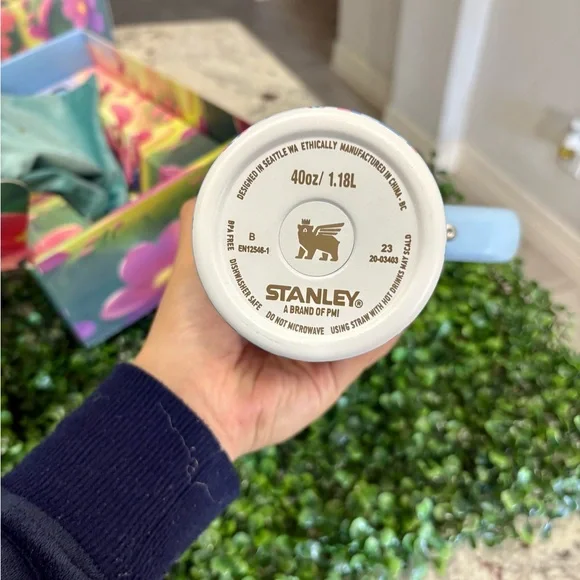 DESIGNED IN SEATTLE WA ETHICALLY MANUFACTURED IN CHINA - BC
40oz/ 1.18L
BPA FREE
B
EN12546-1
23
20-03403
STANLEY®
A BRAND OF PMI
DISHWASHER SAFE DO NOT MICROWAVE USING STRAW WITH HOT DRINKS MAY SCALD